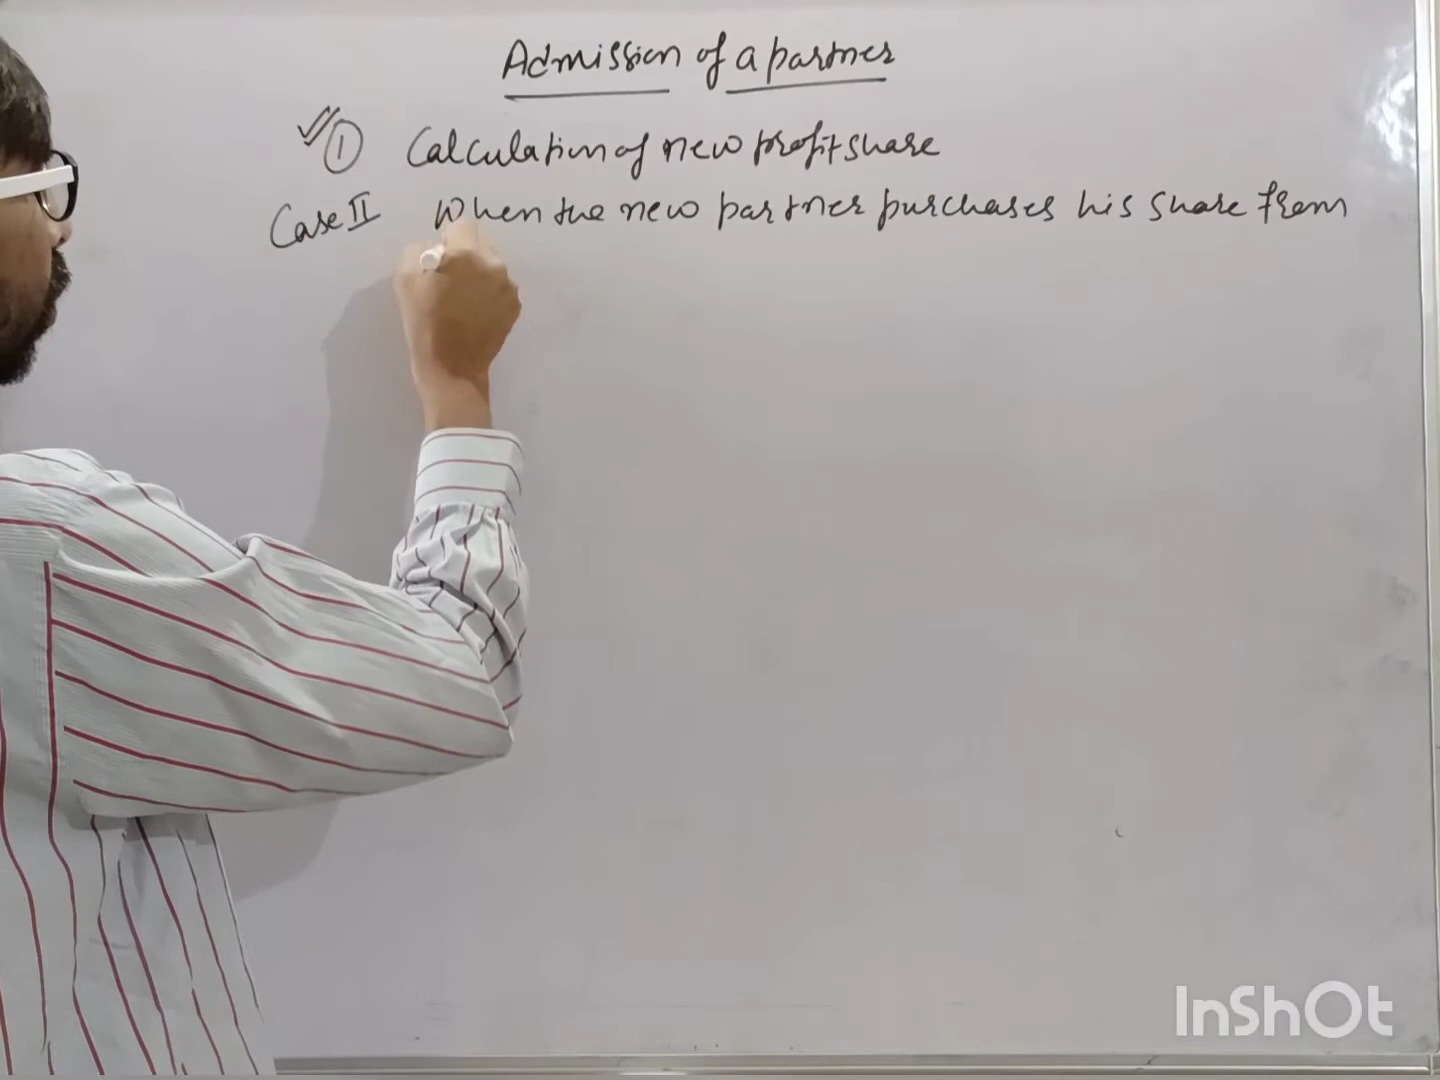 Admission of a partner
① Calculation of new profit share
Case II When the new partner purchases his share from
InShOt